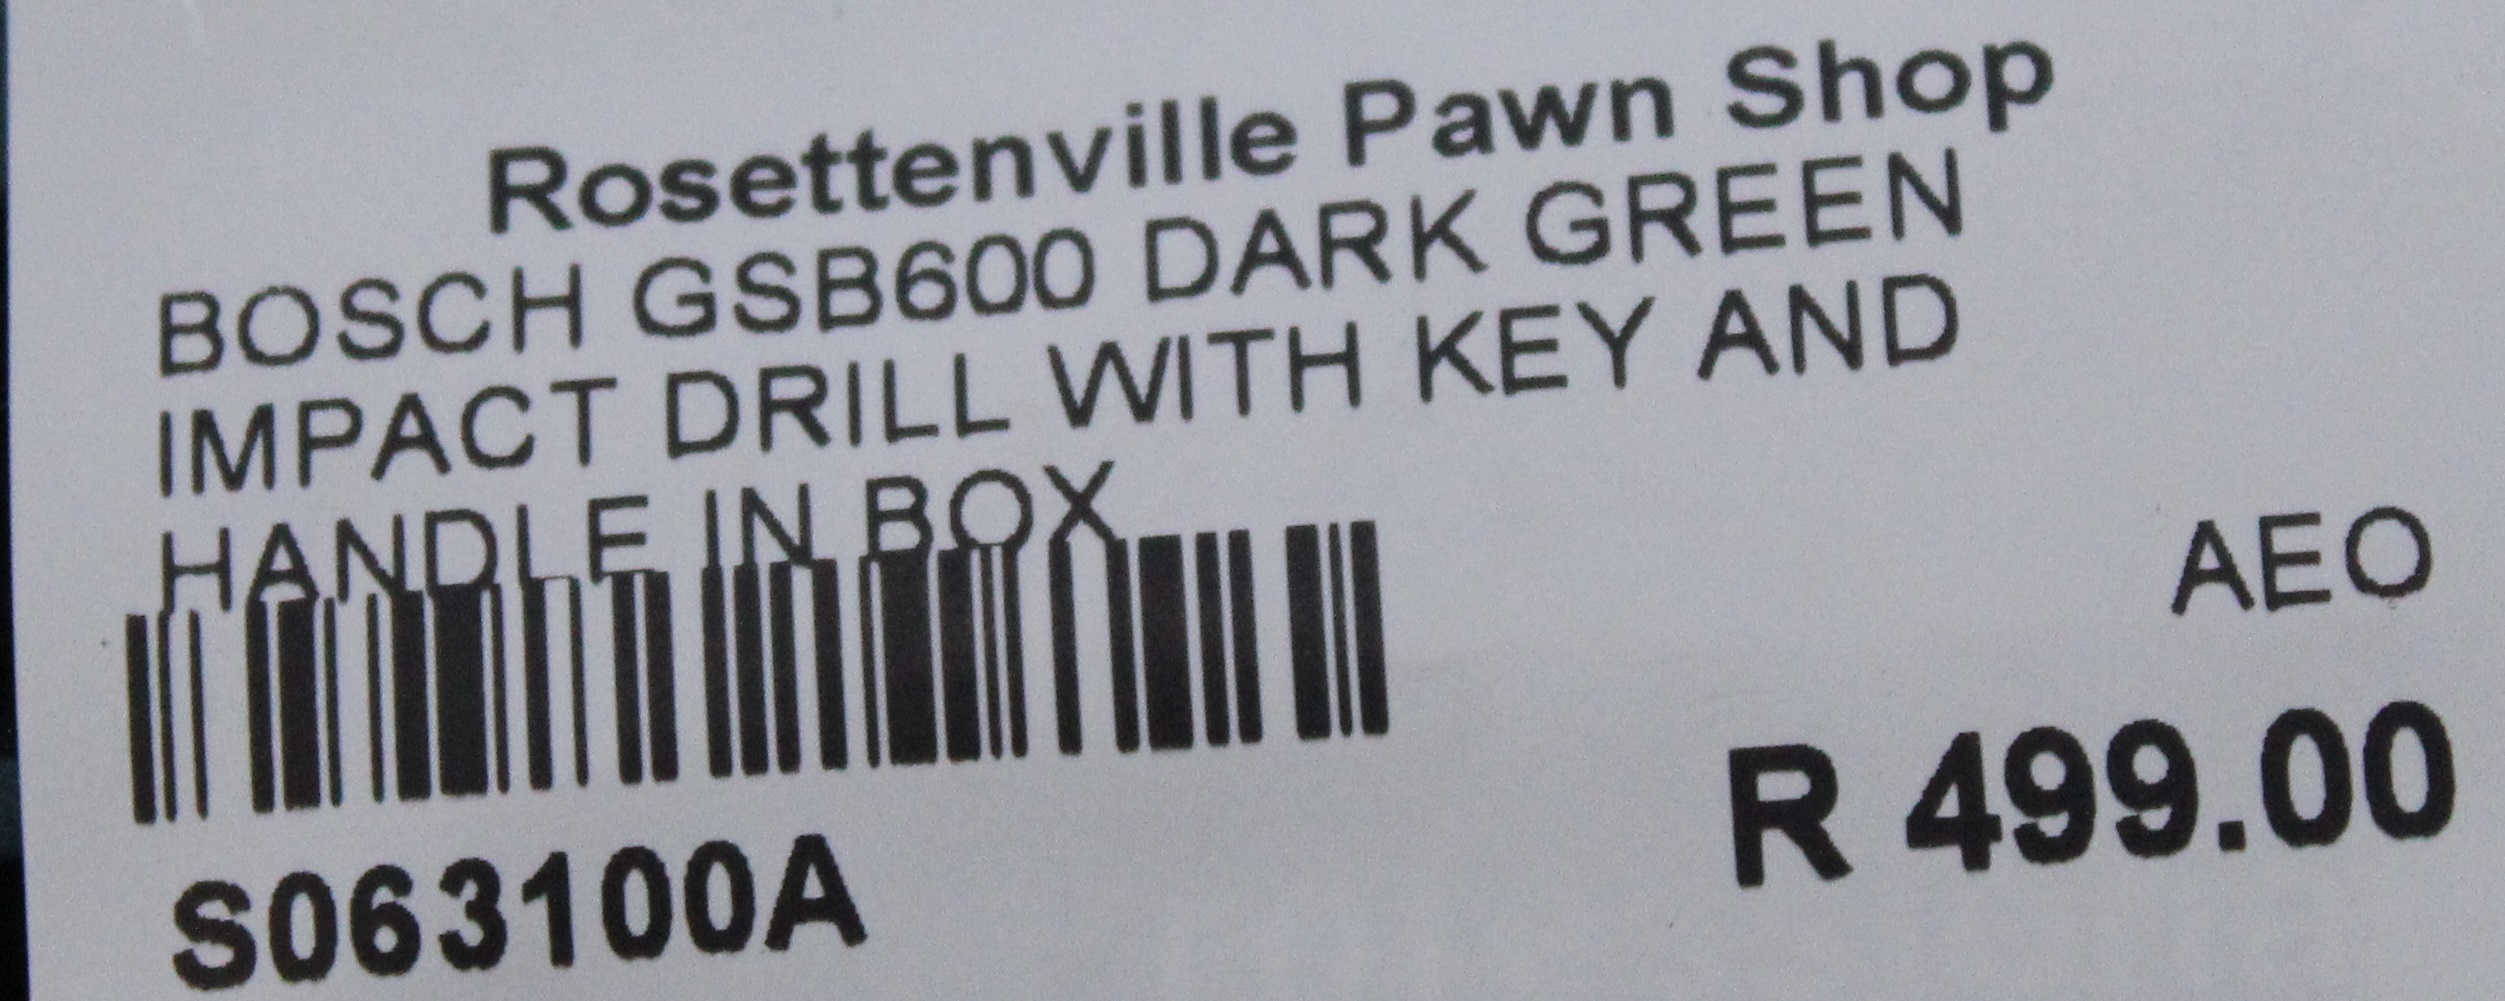 Rosettenville Pawn Shop
BOSCH GSB600 DARK GREEN
IMPACT DRILL WITH KEY AND
HANDLE IN BOX
AEO
R 499.00
S063100A